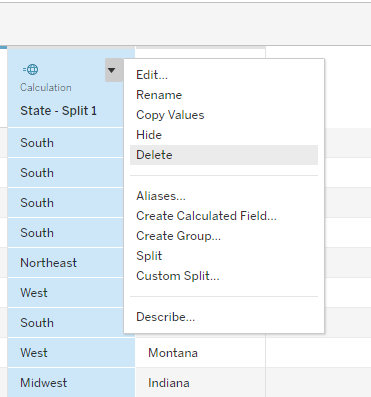 Calculation
State - Split 1
South
South
South
South
Northeast
West
South
West
Montana
Midwest
Indiana
Edit...
Rename
Copy Values
Hide
Delete
Aliases...
Create Calculated Field...
Create Group...
Split
Custom Split...
Describe...